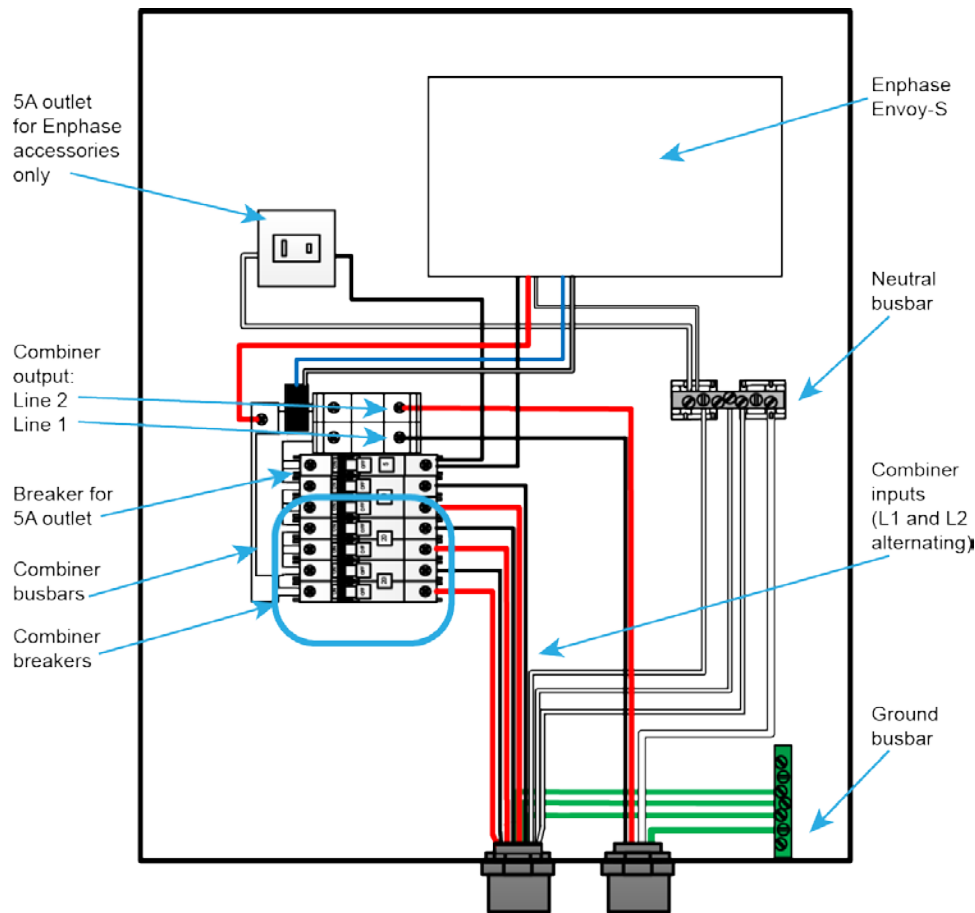 5A outlet
for Enphase
accessories
only
Enphase
Envoy-S
Neutral
busbar
Combiner
output:
Line 2
Line 1
Breaker for
5A outlet
Combiner
inputs
(L1 and L2
alternating)
Combiner
busbars
Combiner
breakers
Ground
busbar